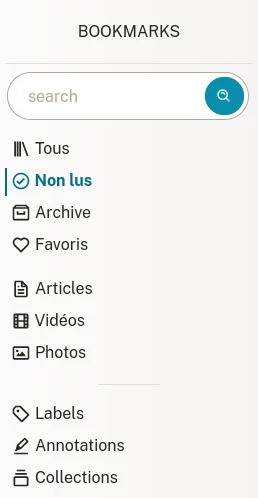 BOOKMARKS
search
Tous
Non lus
Archive
Favoris
Articles
Vidéos
Photos
Labels
Annotations
Collections